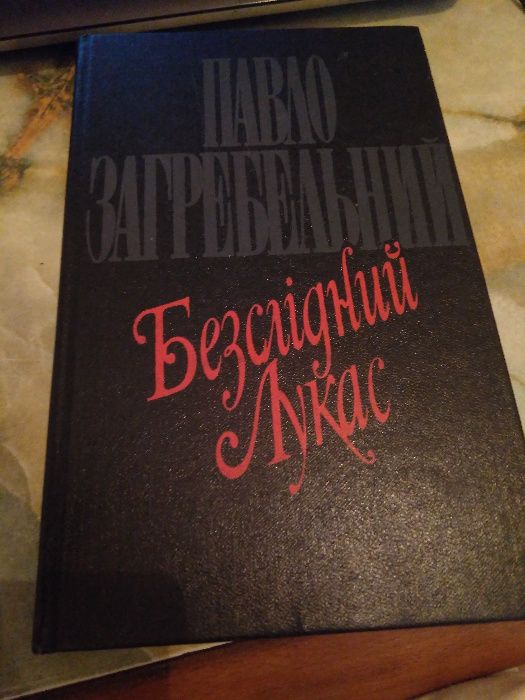 ПАВЛО
ЗАГРЕБЕЛЬНИЙ
Безслідний
Лукас